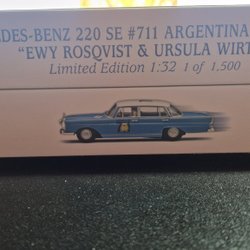 DES-BENZ 220 SE #711 ARGENTINA
"EWY ROSQVIST & URSULA WIRT
Limited Edition 1:32 1 of 1,500